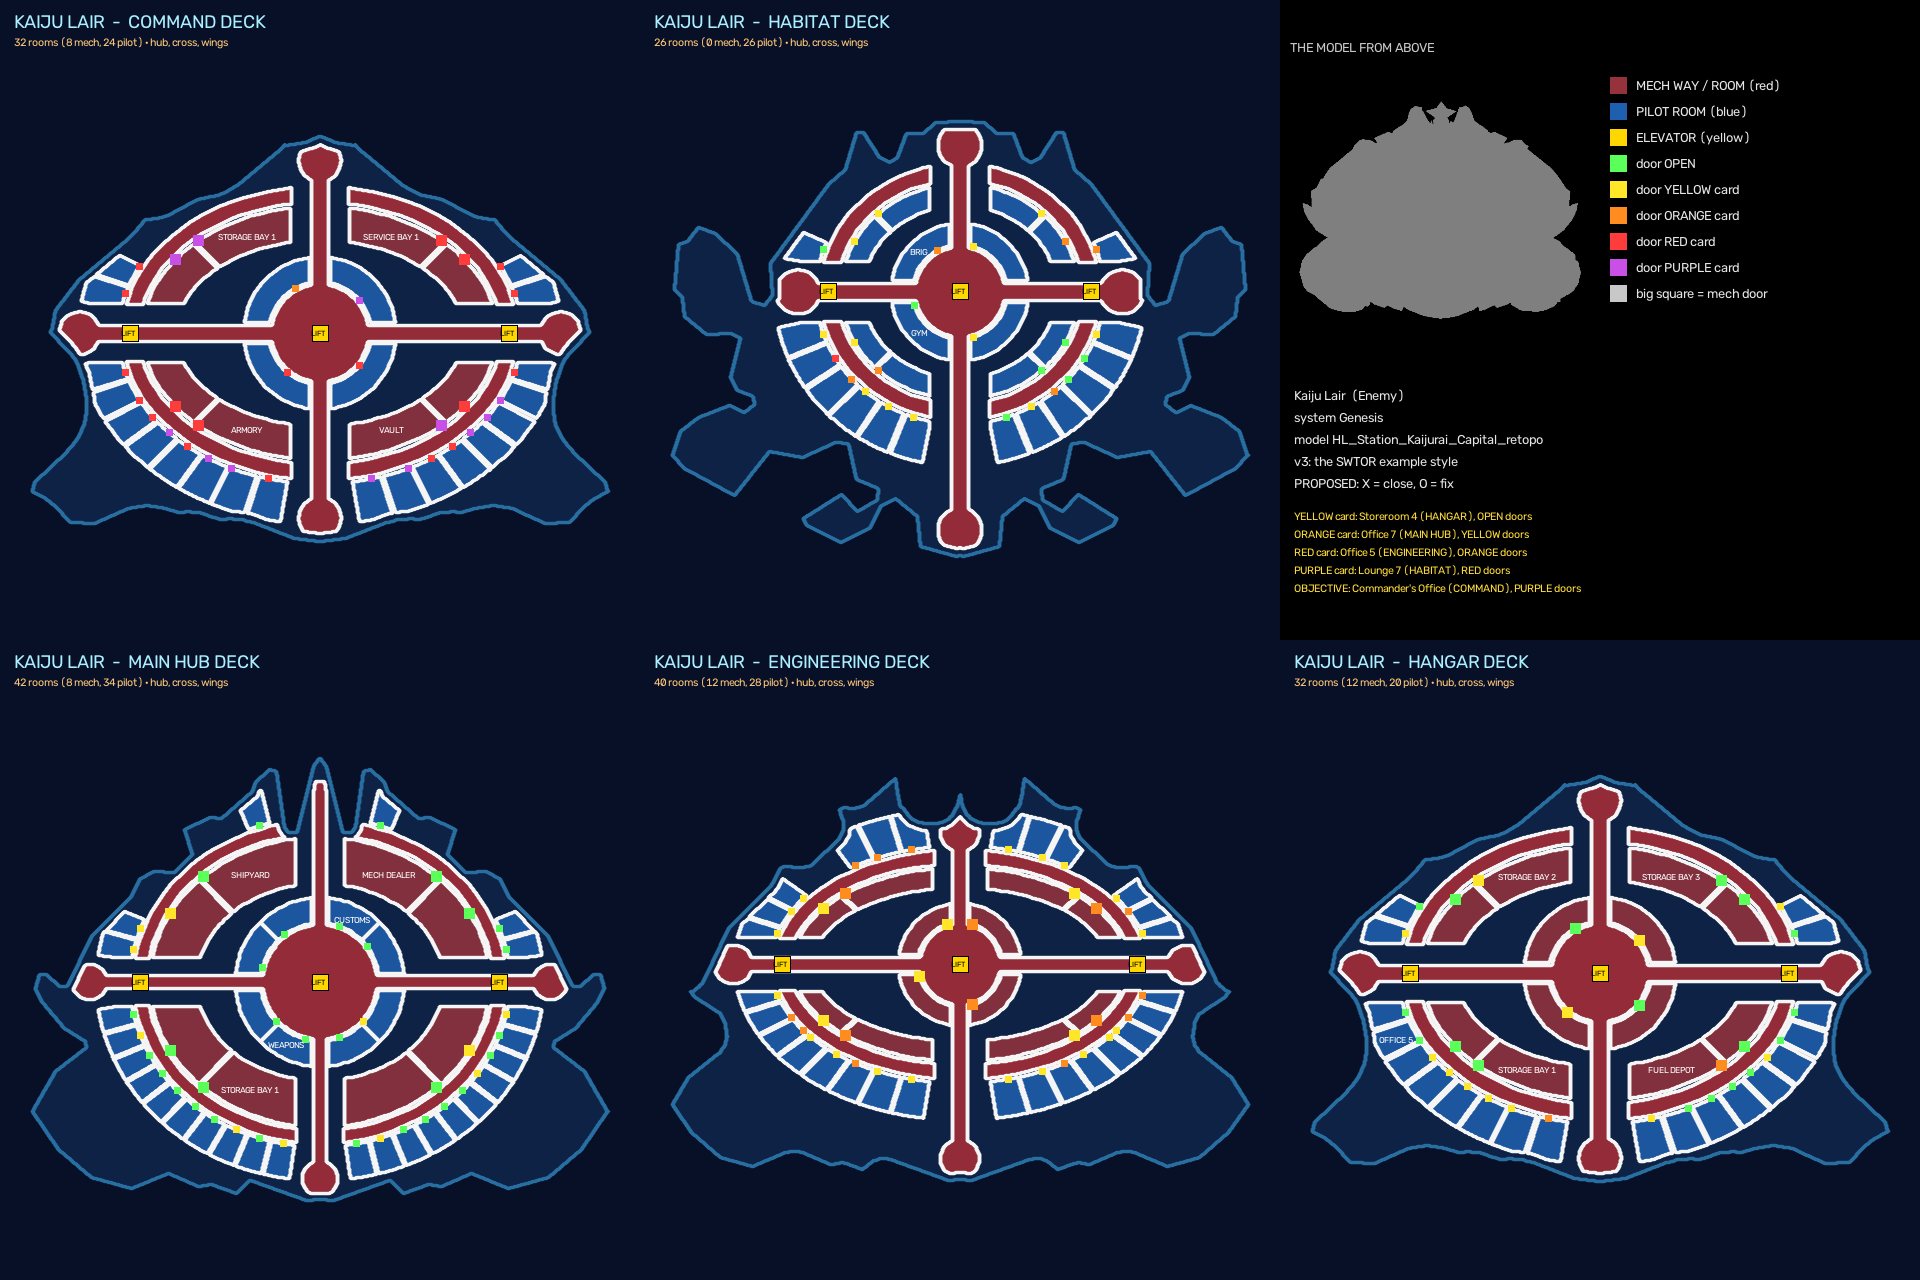 KAIJU LAIR - COMMAND DECK
32 rooms (8 mech, 24 pilot) • hub, cross, wings
STORAGE BAY 1
SERVICE BAY 1
LIFT
LIFT
LIFT
ARMORY
VAULT
KAIJU LAIR - HABITAT DECK
26 rooms (0 mech, 26 pilot) • hub, cross, wings
BRIG
LIFT
LIFT
LIFT
GYM
THE MODEL FROM ABOVE
MECH WAY / ROOM (red)
PILOT ROOM (blue)
ELEVATOR (yellow)
door OPEN
door YELLOW card
door ORANGE card
door RED card
door PURPLE card
big square = mech door
Kaiju Lair (Enemy)
system Genesis
model HL_Station_Kaijurai_Capital_retopo
v3: the SWTOR example style
PROPOSED: X = close, O = fix
YELLOW card: Storeroom 4 (HANGAR), OPEN doors
ORANGE card: Office 7 (MAIN HUB), YELLOW doors
RED card: Office 5 (ENGINEERING), ORANGE doors
PURPLE card: Lounge 7 (HABITAT), RED doors
OBJECTIVE: Commander's Office (COMMAND), PURPLE doors
KAIJU LAIR - MAIN HUB DECK
42 rooms (8 mech, 34 pilot) • hub, cross, wings
SHIPYARD
MECH DEALER
CUSTOMS
LIFT
LIFT
LIFT
WEAPONS
STORAGE BAY 1
KAIJU LAIR - ENGINEERING DECK
40 rooms (12 mech, 28 pilot) • hub, cross, wings
LIFT
LIFT
LIFT
KAIJU LAIR - HANGAR DECK
32 rooms (12 mech, 20 pilot) • hub, cross, wings
STORAGE BAY 2
STORAGE BAY 3
LIFT
LIFT
LIFT
OFFICE 5
STORAGE BAY 1
FUEL DEPOT